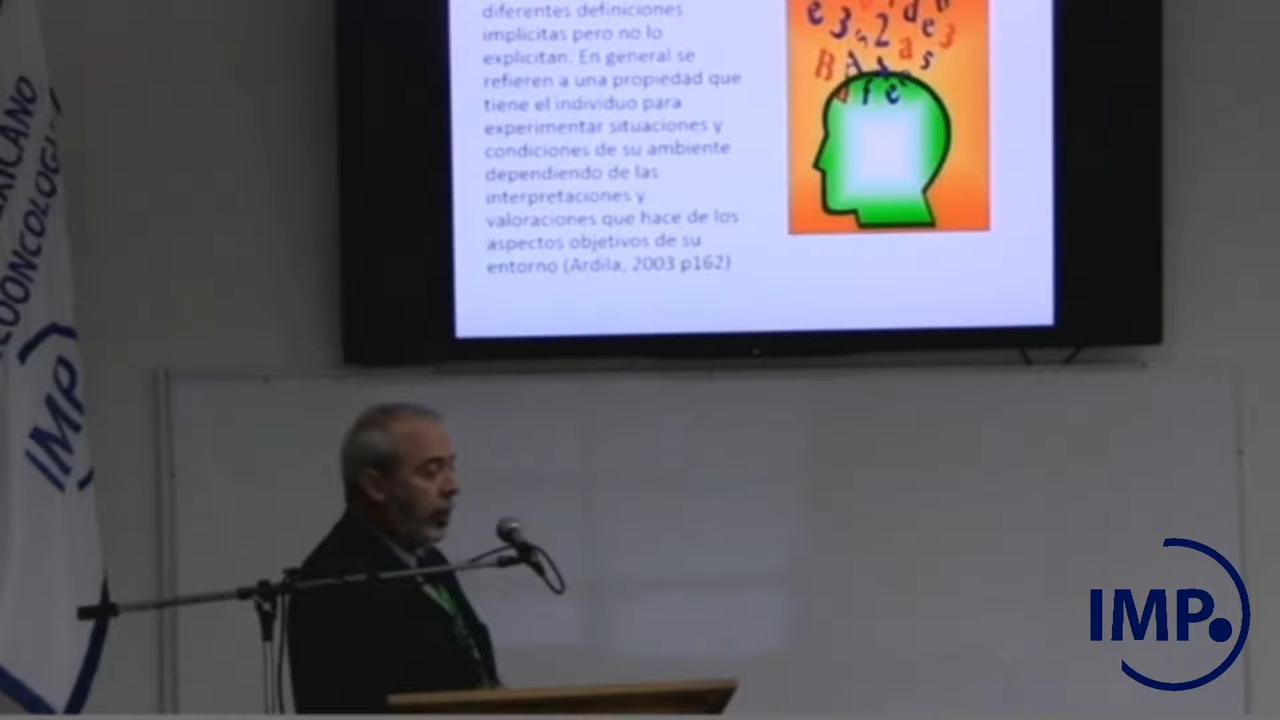 diferentes definiciones
implicitas pero no lo
explicitan. En general se
refieren a una propiedad que
tiene el individuo para
experimentar situaciones y
condiciones de su ambiente
dependiendo de las
interpretaciones y
valoraciones que hace de los
aspectos objetivos de su
entorno (Ardila, 2003 p162)
IMP
IMP.